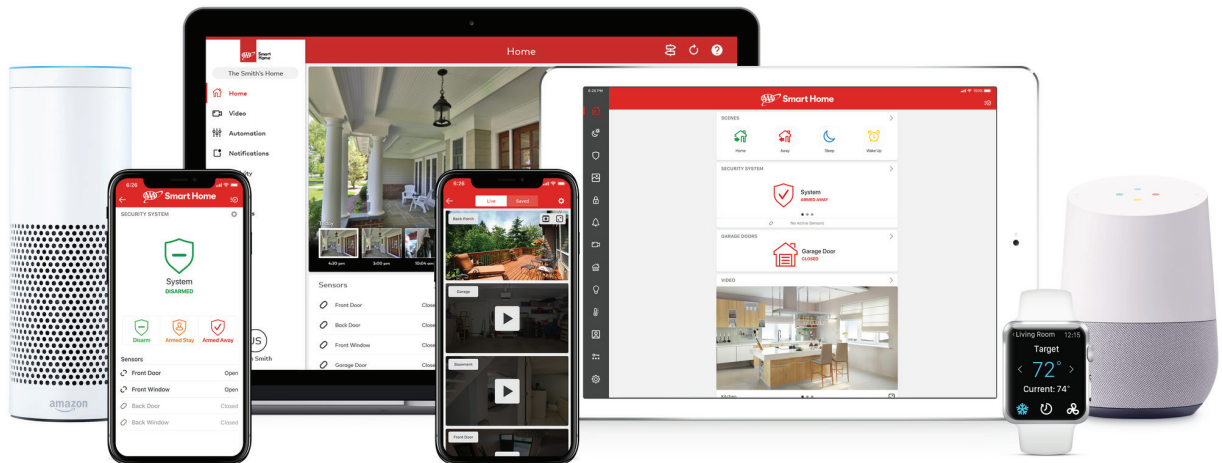 amazon
6:26
AAA Smart Home
SECURITY SYSTEM
System
DISARMED
Disarm
Armed Stay
Armed Away
Sensors
Front Door Open
Front Window Open
Back Door Closed
Back Window Closed
AAA Smart Home
Home
The Smith's Home
Home
Video
Automation
Notifications
Smith
4:30 pm
3:00 pm
10:04 am
Sensors
Front Door
Back Door
Front Window
Garage Door
6:26
Live Saved
Back Porch
Garage
Basement
Front Door
AAA Smart Home
SCENES
Home
Away
Sleep
Wake Up
SECURITY SYSTEM
System
ARMED AWAY
No Active Sensors
GARAGE DOORS
Garage Door
CLOSED
VIDEO
Kitchen
Living Room 12:15
Target
72°
Current: 74°